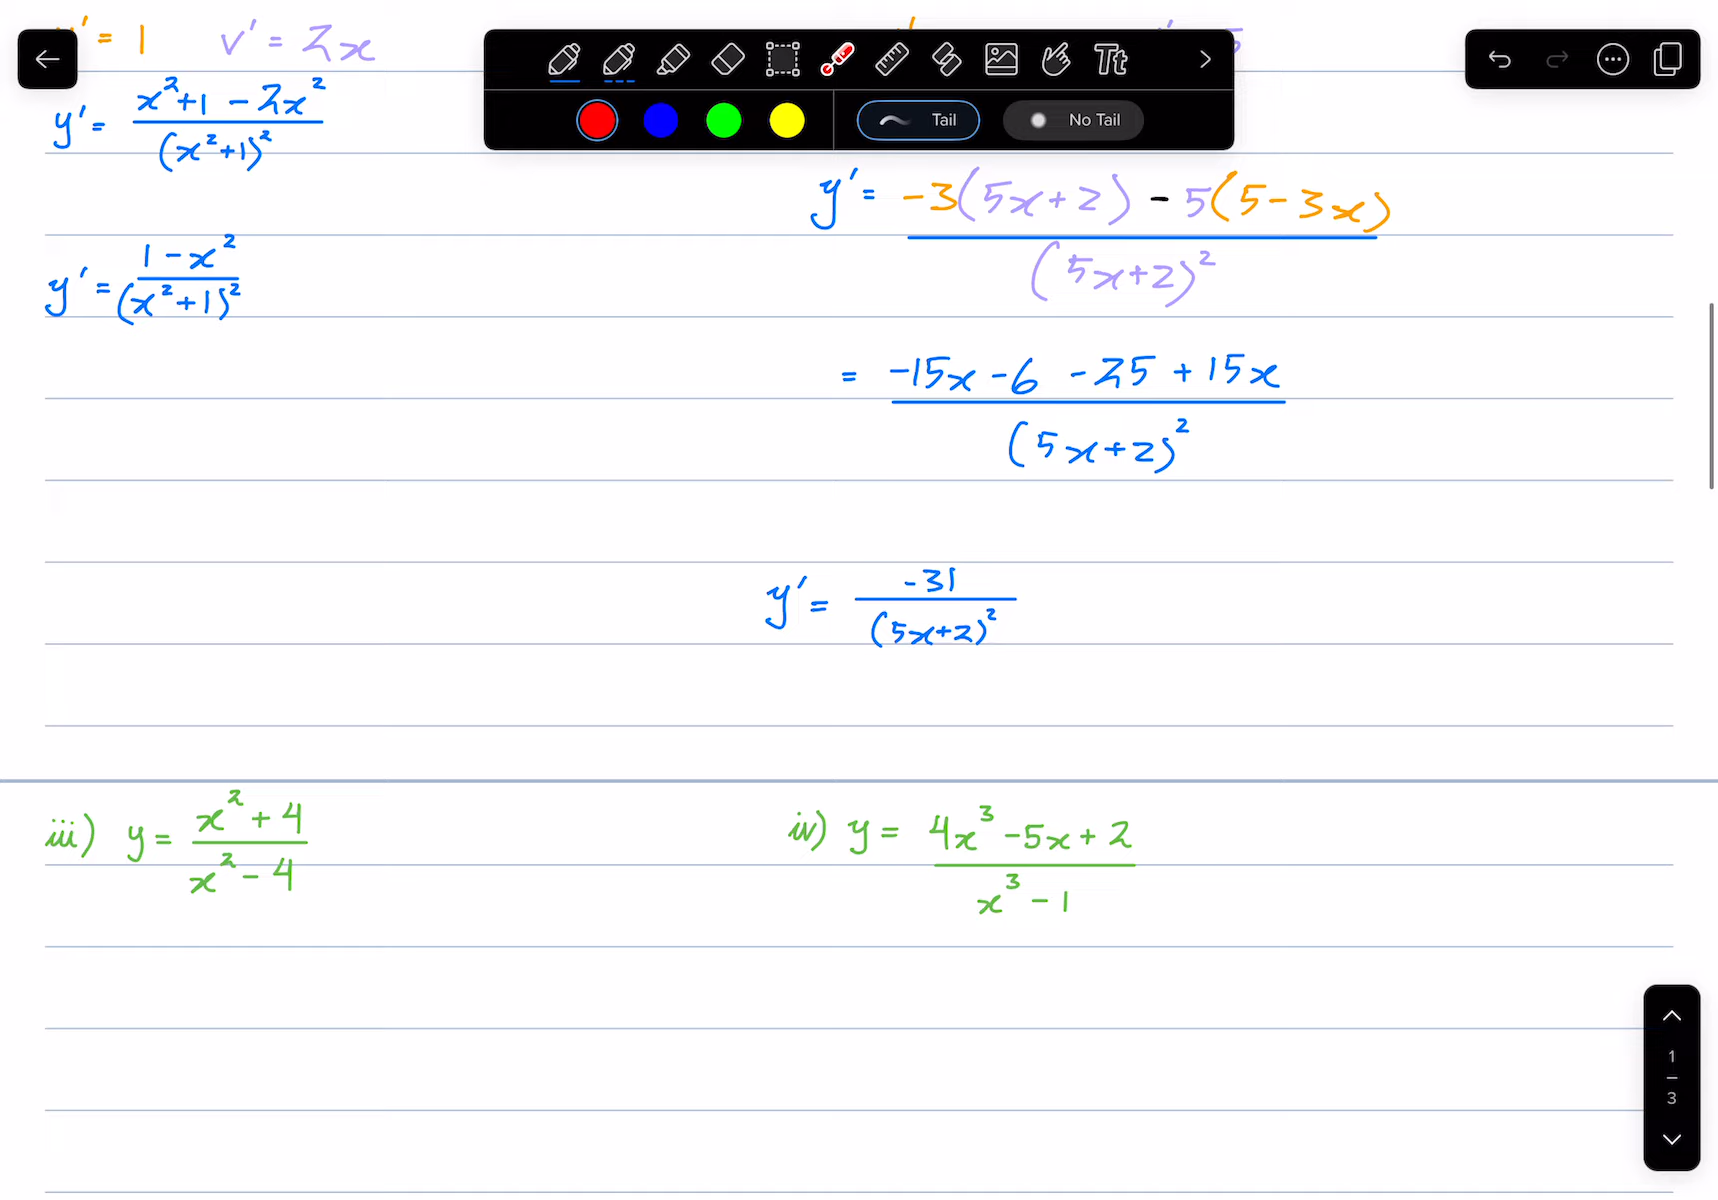 u' = 1 v' = 2x
y' = (x² + 1 - 2x²) / (x² + 1)²
y' = (1 - x²) / (x² + 1)²
Tt
Tail
No Tail
y' = (-3(5x + 2) - 5(5 - 3x)) / (5x + 2)²
= (-15x - 6 - 25 + 15x) / (5x + 2)²
y' = -31 / (5x + 2)²
iii) y = (x² + 4) / (x² - 4)
iv) y = (4x³ - 5x + 2) / (x³ - 1)
1
3